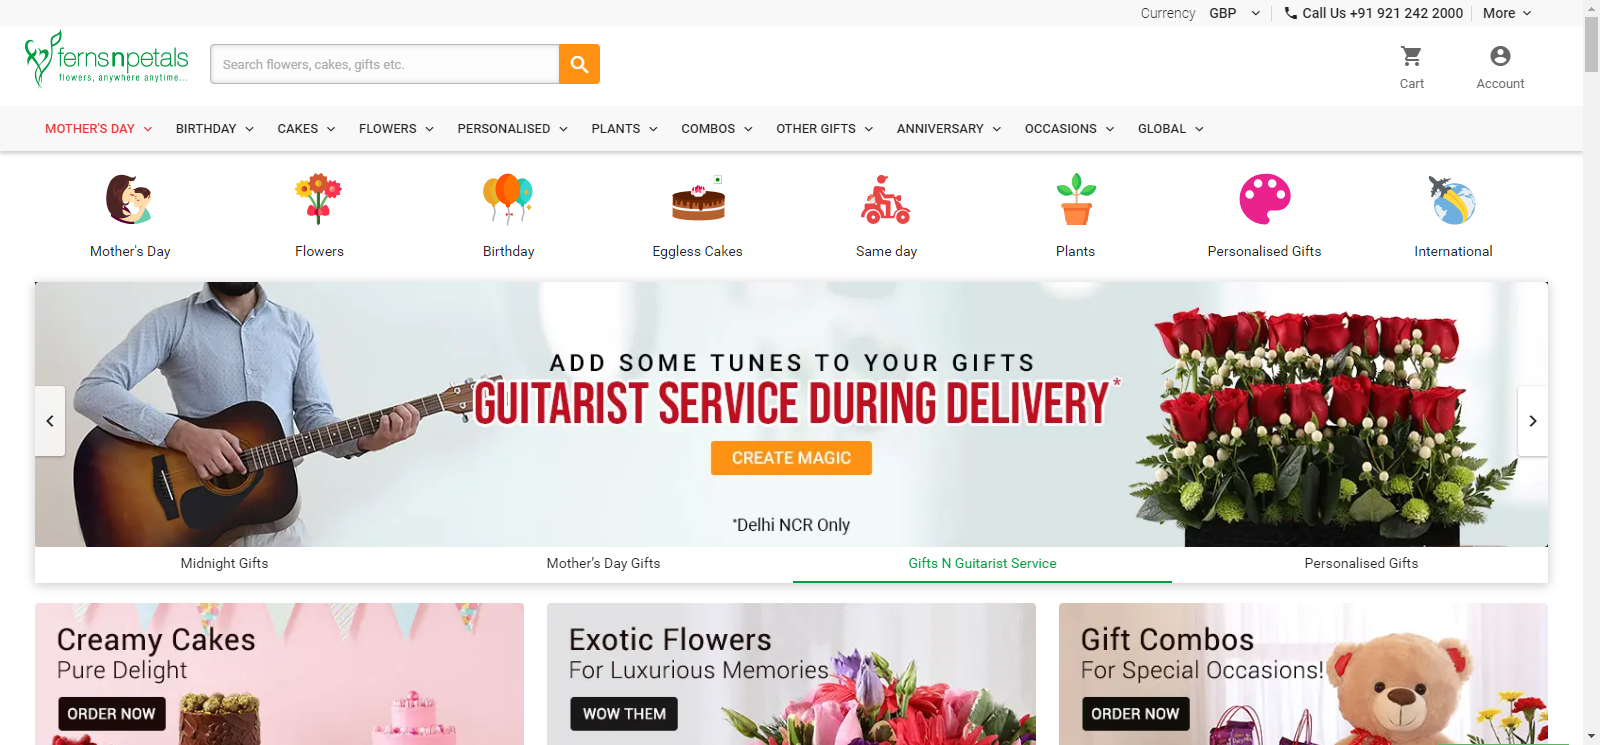 Currency GBP Call Us +91 921 242 2000 More
fernsnpetals
flowers, anywhere anytime...
Search flowers, cakes, gifts etc.
Cart Account
MOTHER'S DAY BIRTHDAY CAKES FLOWERS PERSONALISED PLANTS COMBOS OTHER GIFTS ANNIVERSARY OCCASIONS GLOBAL
Mother's Day Flowers Birthday Eggless Cakes Same day Plants Personalised Gifts International
ADD SOME TUNES TO YOUR GIFTS
GUITARIST SERVICE DURING DELIVERY*
CREATE MAGIC
*Delhi NCR Only
Midnight Gifts Mother's Day Gifts Gifts N Guitarist Service Personalised Gifts
Creamy Cakes
Pure Delight
ORDER NOW
Exotic Flowers
For Luxurious Memories
WOW THEM
Gift Combos
For Special Occasions!
ORDER NOW